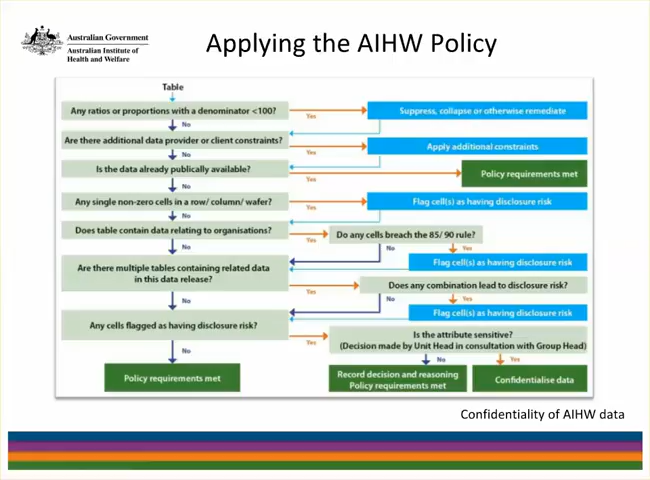 Australian Government
Australian Institute of
Health and Welfare
Applying the AIHW Policy
Table
Any ratios or proportions with a denominator <100?
Yes
Suppress, collapse or otherwise remediate
No
Are there additional data provider or client constraints?
Yes
Apply additional constraints
No
Is the data already publically available?
Yes
Policy requirements met
No
Any single non-zero cells in a row/ column/ wafer?
Yes
Flag cell(s) as having disclosure risk
No
Does table contain data relating to organisations?
Yes
Do any cells breach the 85/ 90 rule?
No
No
Yes
Flag cell(s) as having disclosure risk
Are there multiple tables containing related data
in this data release?
Yes
Does any combination lead to disclosure risk?
No
No
Yes
Flag cell(s) as having disclosure risk
Any cells flagged as having disclosure risk?
Yes
Is the attribute sensitive?
(Decision made by Unit Head in consultation with Group Head)
No
No
Yes
Policy requirements met
Record decision and reasoning
Policy requirements met
Confidentialise data
Confidentiality of AIHW data